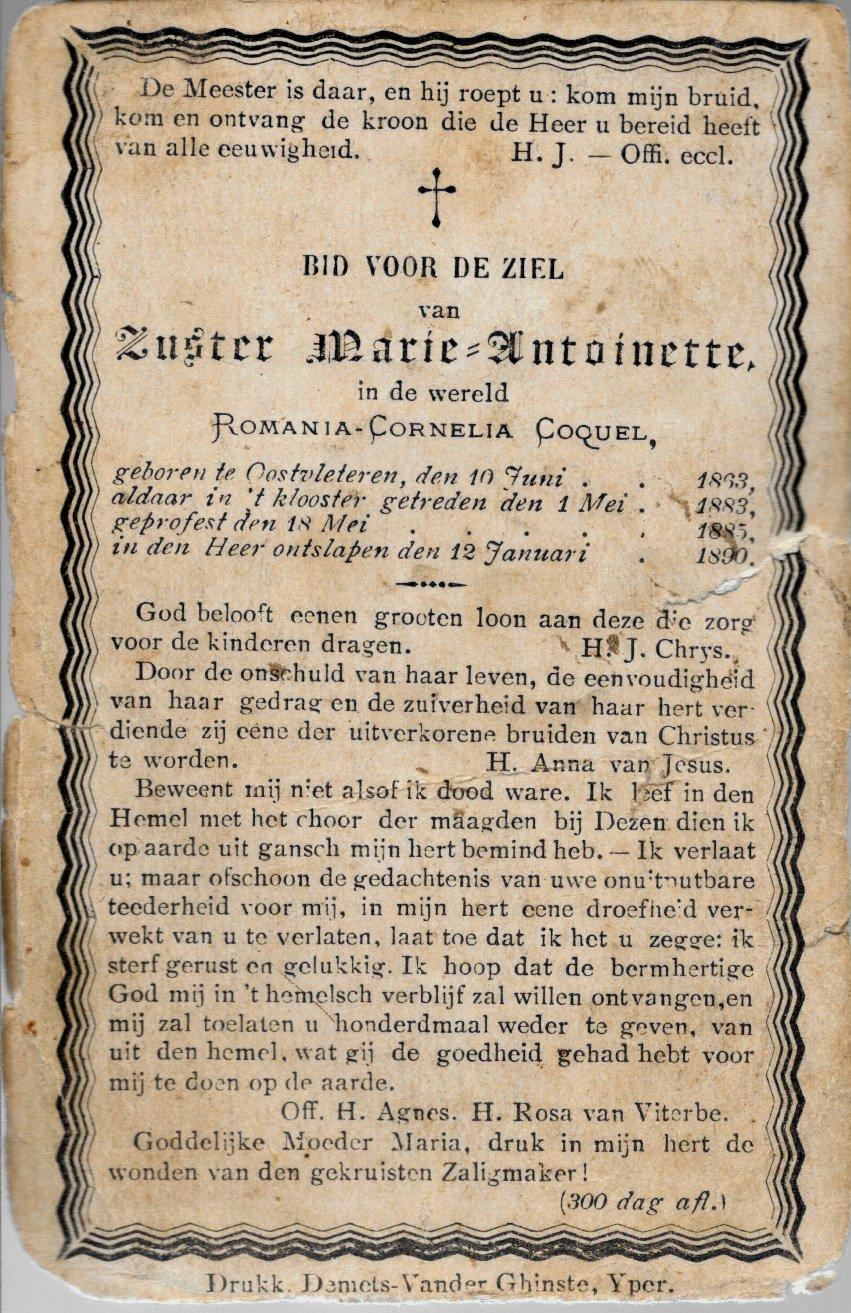 De Meester is daar, en hij roept u : kom mijn bruid,
kom en ontvang de kroon die de Heer u bereid heeft
van alle eeuwigheid. H. J. — Offi. eccl.
BID VOOR DE ZIEL
van
Zuster Marie-Antoinette,
in de wereld
ROMANIA-CORNELIA COQUEL,
geboren te Oostvleteren, den 10 Juni . . 1863,
aldaar in 't klooster getreden den 1 Mei . 1883,
geprofest den 18 Mei . . . . . 1885,
in den Heer ontslapen den 12 Januari . 1890.
God belooft eenen grooten loon aan deze die zorg
voor de kinderen dragen. H. J. Chrys.
Door de onschuld van haar leven, de eenvoudigheid
van haar gedrag en de zuiverheid van haar hert ver-
diende zij eene der uitverkorene bruiden van Christus
te worden. H. Anna van Jesus.
Beweent mij niet alsof ik dood ware. Ik leef in den
Hemel met het choor der maagden bij Dezen dien ik
op aarde uit gansch mijn hert bemind heb. — Ik verlaat
u; maar ofschoon de gedachtenis van uwe onuitputbare
teederheid voor mij, in mijn hert eene droefheid ver-
wekt van u te verlaten, laat toe dat ik het u zegge: ik
sterf gerust en gelukkig. Ik hoop dat de bermhertige
God mij in 't hemelsch verblijf zal willen ontvangen, en
mij zal toelaten u honderdmaal weder te geven, van
uit den hemel, wat gij de goedheid gehad hebt voor
mij te doen op de aarde.
Off. H. Agnes. H. Rosa van Viterbe.
Goddelijke Moeder Maria, druk in mijn hert de
wonden van den gekruisten Zaligmaker!
(300 dag afl.)
Drukk. Demets-Vander Ghinste, Yper.